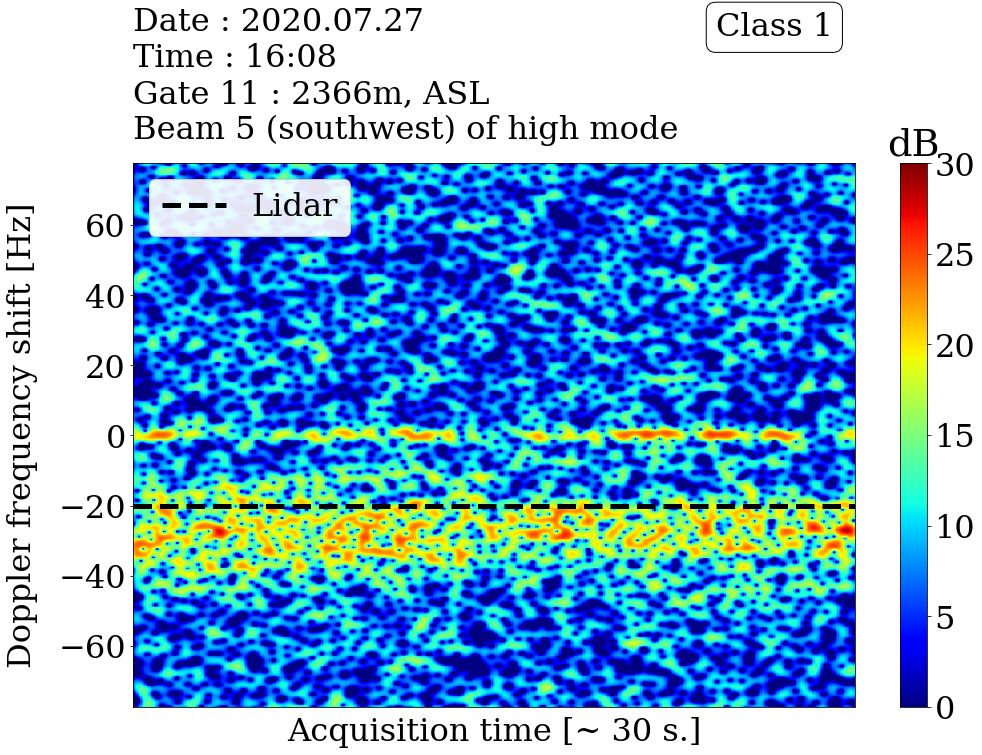 Date : 2020.07.27
Time : 16:08
Gate 11 : 2366m, ASL
Beam 5 (southwest) of high mode
Class 1
dB
Lidar
Doppler frequency shift [Hz]
60
40
20
0
−20
−40
−60
30
25
20
15
10
5
0
Acquisition time [~ 30 s.]